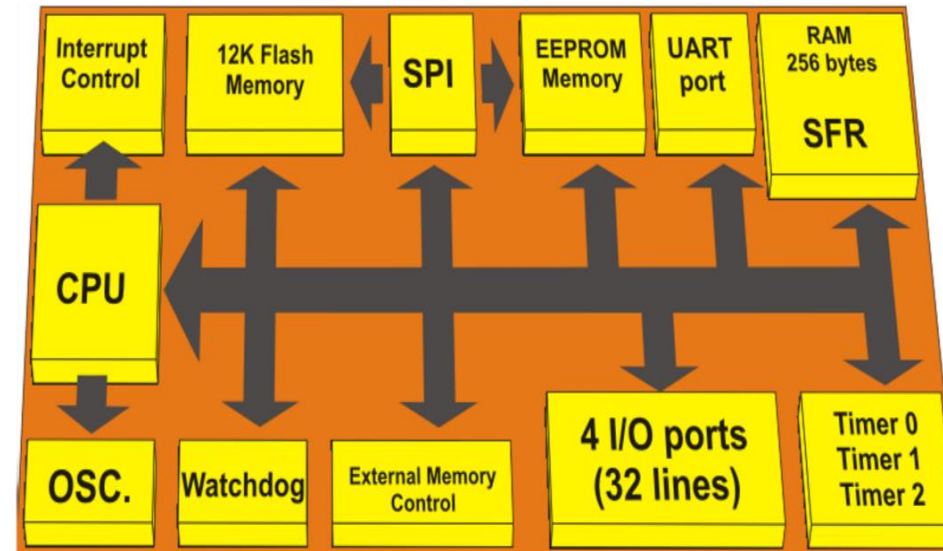 Interrupt
Control
12K Flash
Memory
SPI
EEPROM
Memory
UART
port
RAM
256 bytes
SFR
CPU
OSC.
Watchdog
External Memory
Control
4 I/O ports
(32 lines)
Timer 0
Timer 1
Timer 2